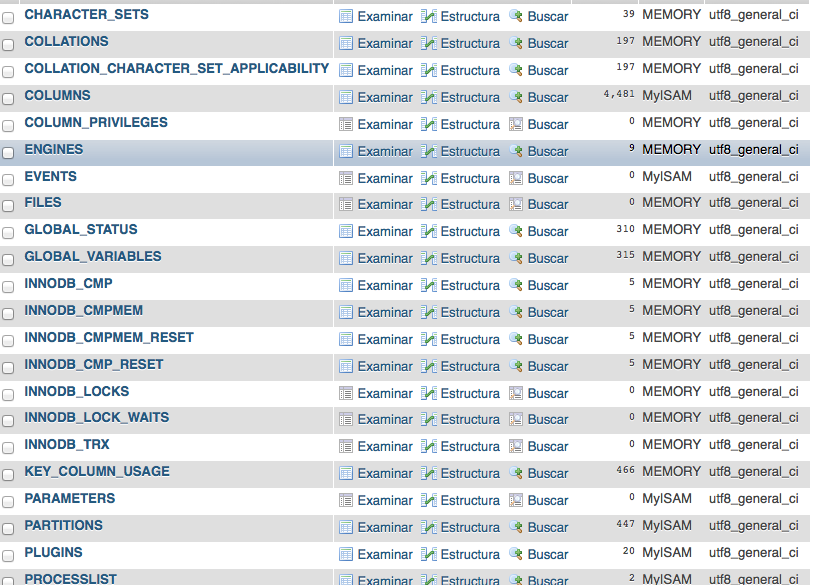 CHARACTER_SETS Examinar Estructura Buscar 39 MEMORY utf8_general_ci
COLLATIONS Examinar Estructura Buscar 197 MEMORY utf8_general_ci
COLLATION_CHARACTER_SET_APPLICABILITY Examinar Estructura Buscar 197 MEMORY utf8_general_ci
COLUMNS Examinar Estructura Buscar 4,481 MyISAM utf8_general_ci
COLUMN_PRIVILEGES Examinar Estructura Buscar 0 MEMORY utf8_general_ci
ENGINES Examinar Estructura Buscar 9 MEMORY utf8_general_ci
EVENTS Examinar Estructura Buscar 0 MyISAM utf8_general_ci
FILES Examinar Estructura Buscar 0 MEMORY utf8_general_ci
GLOBAL_STATUS Examinar Estructura Buscar 310 MEMORY utf8_general_ci
GLOBAL_VARIABLES Examinar Estructura Buscar 315 MEMORY utf8_general_ci
INNODB_CMP Examinar Estructura Buscar 5 MEMORY utf8_general_ci
INNODB_CMPMEM Examinar Estructura Buscar 5 MEMORY utf8_general_ci
INNODB_CMPMEM_RESET Examinar Estructura Buscar 5 MEMORY utf8_general_ci
INNODB_CMP_RESET Examinar Estructura Buscar 5 MEMORY utf8_general_ci
INNODB_LOCKS Examinar Estructura Buscar 0 MEMORY utf8_general_ci
INNODB_LOCK_WAITS Examinar Estructura Buscar 0 MEMORY utf8_general_ci
INNODB_TRX Examinar Estructura Buscar 0 MEMORY utf8_general_ci
KEY_COLUMN_USAGE Examinar Estructura Buscar 466 MEMORY utf8_general_ci
PARAMETERS Examinar Estructura Buscar 0 MyISAM utf8_general_ci
PARTITIONS Examinar Estructura Buscar 447 MyISAM utf8_general_ci
PLUGINS Examinar Estructura Buscar 20 MyISAM utf8_general_ci
PROCESSLIST Examinar Estructura Buscar 2 MyISAM utf8_general_ci